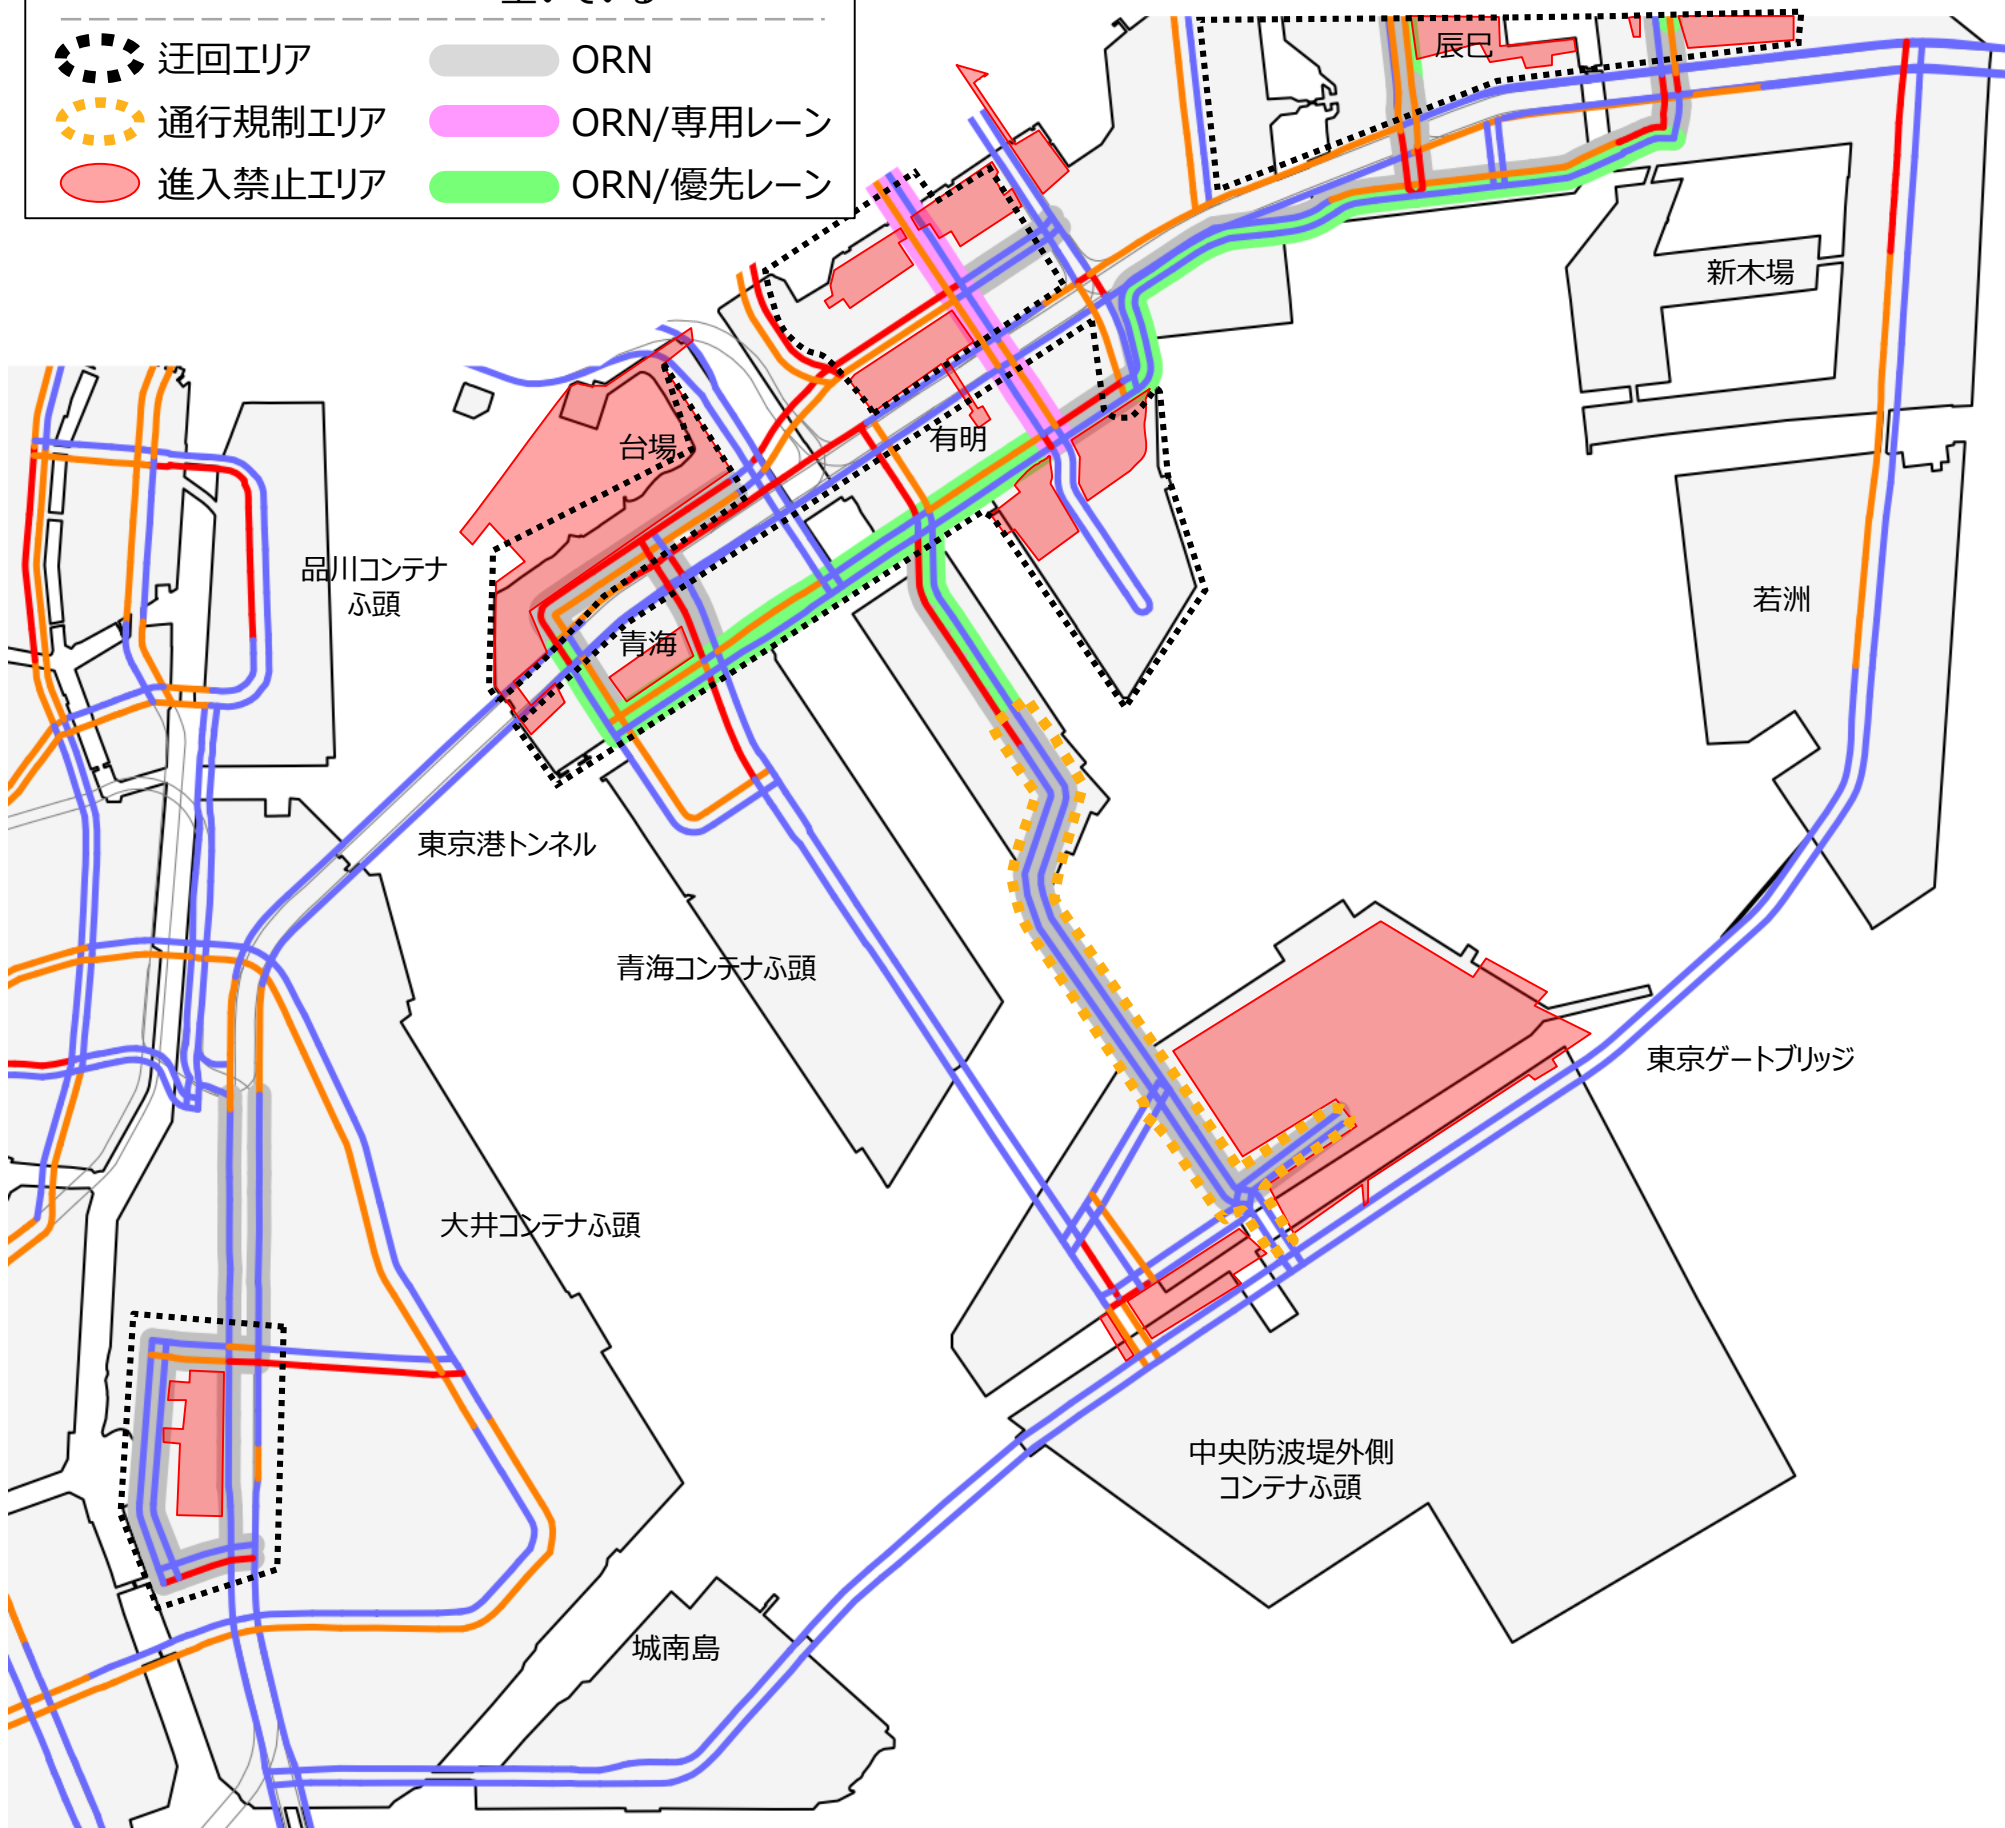 空いている
迂回エリア
ORN
通行規制エリア
ORN/専用レーン
進入禁止エリア
ORN/優先レーン
辰巳
新木場
有明
台場
品川コンテナ
ふ頭
青海
若洲
東京港トンネル
青海コンテナふ頭
東京ゲートブリッジ
大井コンテナふ頭
中央防波堤外側
コンテナふ頭
城南島